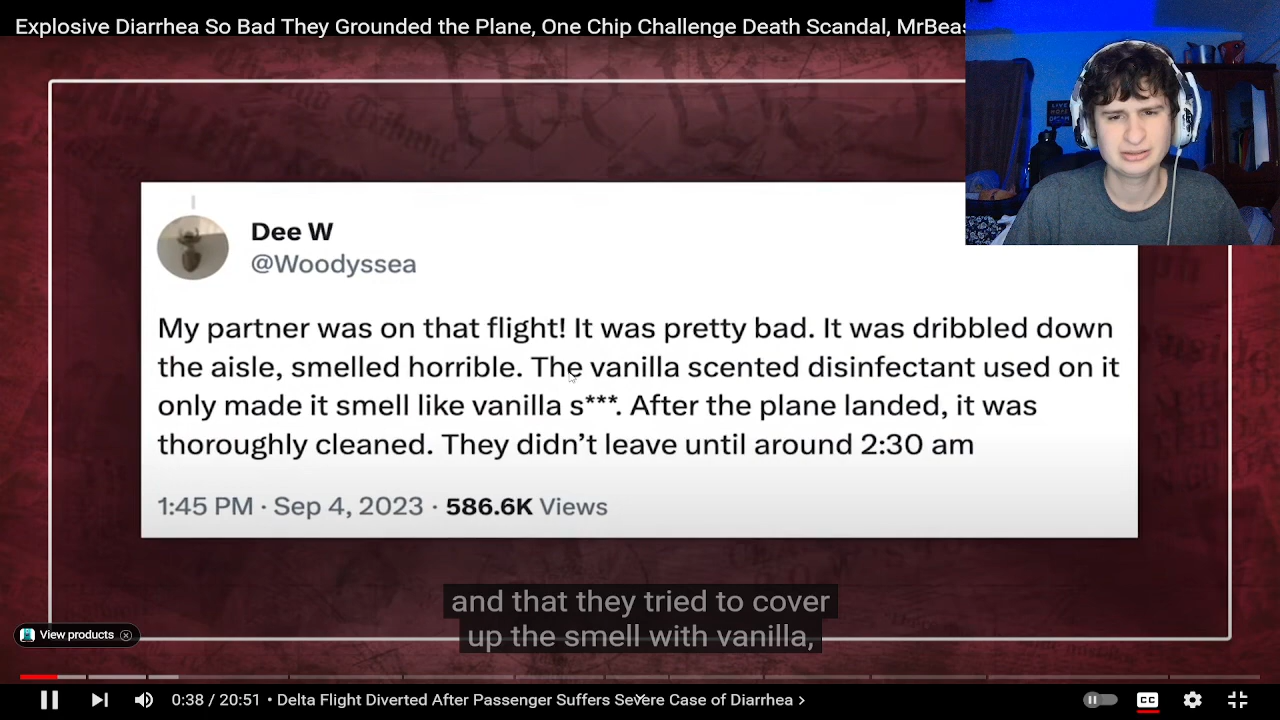 Explosive Diarrhea So Bad They Grounded the Plane, One Chip Challenge Death Scandal, MrBeas
Dee W
@Woodyssea
My partner was on that flight! It was pretty bad. It was dribbled down
the aisle, smelled horrible. The vanilla scented disinfectant used on it
only made it smell like vanilla s***. After the plane landed, it was
thoroughly cleaned. They didn’t leave until around 2:30 am
1:45 PM · Sep 4, 2023 · 586.6K Views
and that they tried to cover
up the smell with vanilla,
View products
0:38 / 20:51 • Delta Flight Diverted After Passenger Suffers Severe Case of Diarrhea >
CC